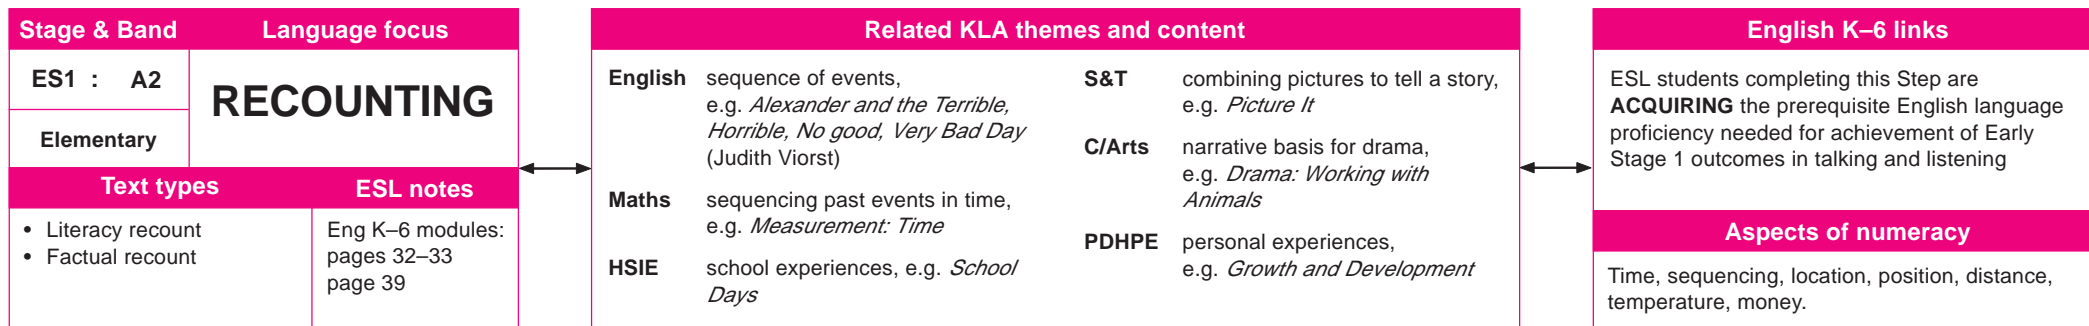 Stage & Band
Language focus
ES1 : A2
Elementary
RECOUNTING
Text types
ESL notes
• Literacy recount
• Factual recount
Eng K–6 modules:
pages 32–33
page 39
Related KLA themes and content
English sequence of events,
e.g. Alexander and the Terrible,
Horrible, No good, Very Bad Day
(Judith Viorst)
Maths sequencing past events in time,
e.g. Measurement: Time
HSIE school experiences, e.g. School
Days
S&T combining pictures to tell a story,
e.g. Picture It
C/Arts narrative basis for drama,
e.g. Drama: Working with
Animals
PDHPE personal experiences,
e.g. Growth and Development
English K–6 links
ESL students completing this Step are
ACQUIRING the prerequisite English language
proficiency needed for achievement of Early
Stage 1 outcomes in talking and listening
Aspects of numeracy
Time, sequencing, location, position, distance,
temperature, money.